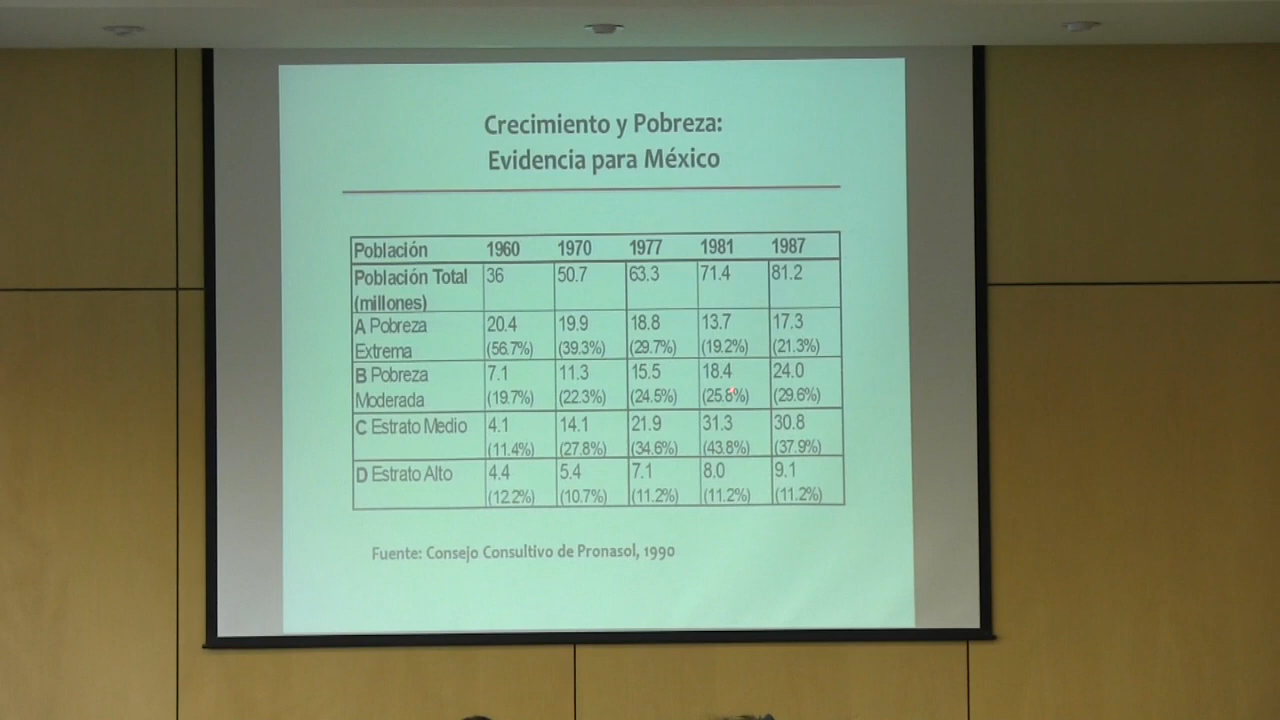 Crecimiento y Pobreza:
Evidencia para México
Población 1960 1970 1977 1981 1987
Población Total (millones) 36 50.7 63.3 71.4 81.2
A Pobreza Extrema 20.4 19.9 18.8 13.7 17.3
(56.7%) (39.3%) (29.7%) (19.2%) (21.3%)
B Pobreza Moderada 7.1 11.3 15.5 18.4 24.0
(19.7%) (22.3%) (24.5%) (25.8%) (29.6%)
C Estrato Medio 4.1 14.1 21.9 31.3 30.8
(11.4%) (27.8%) (34.6%) (43.8%) (37.9%)
D Estrato Alto 4.4 5.4 7.1 8.0 9.1
(12.2%) (10.7%) (11.2%) (11.2%) (11.2%)
Fuente: Consejo Consultivo de Pronasol, 1990